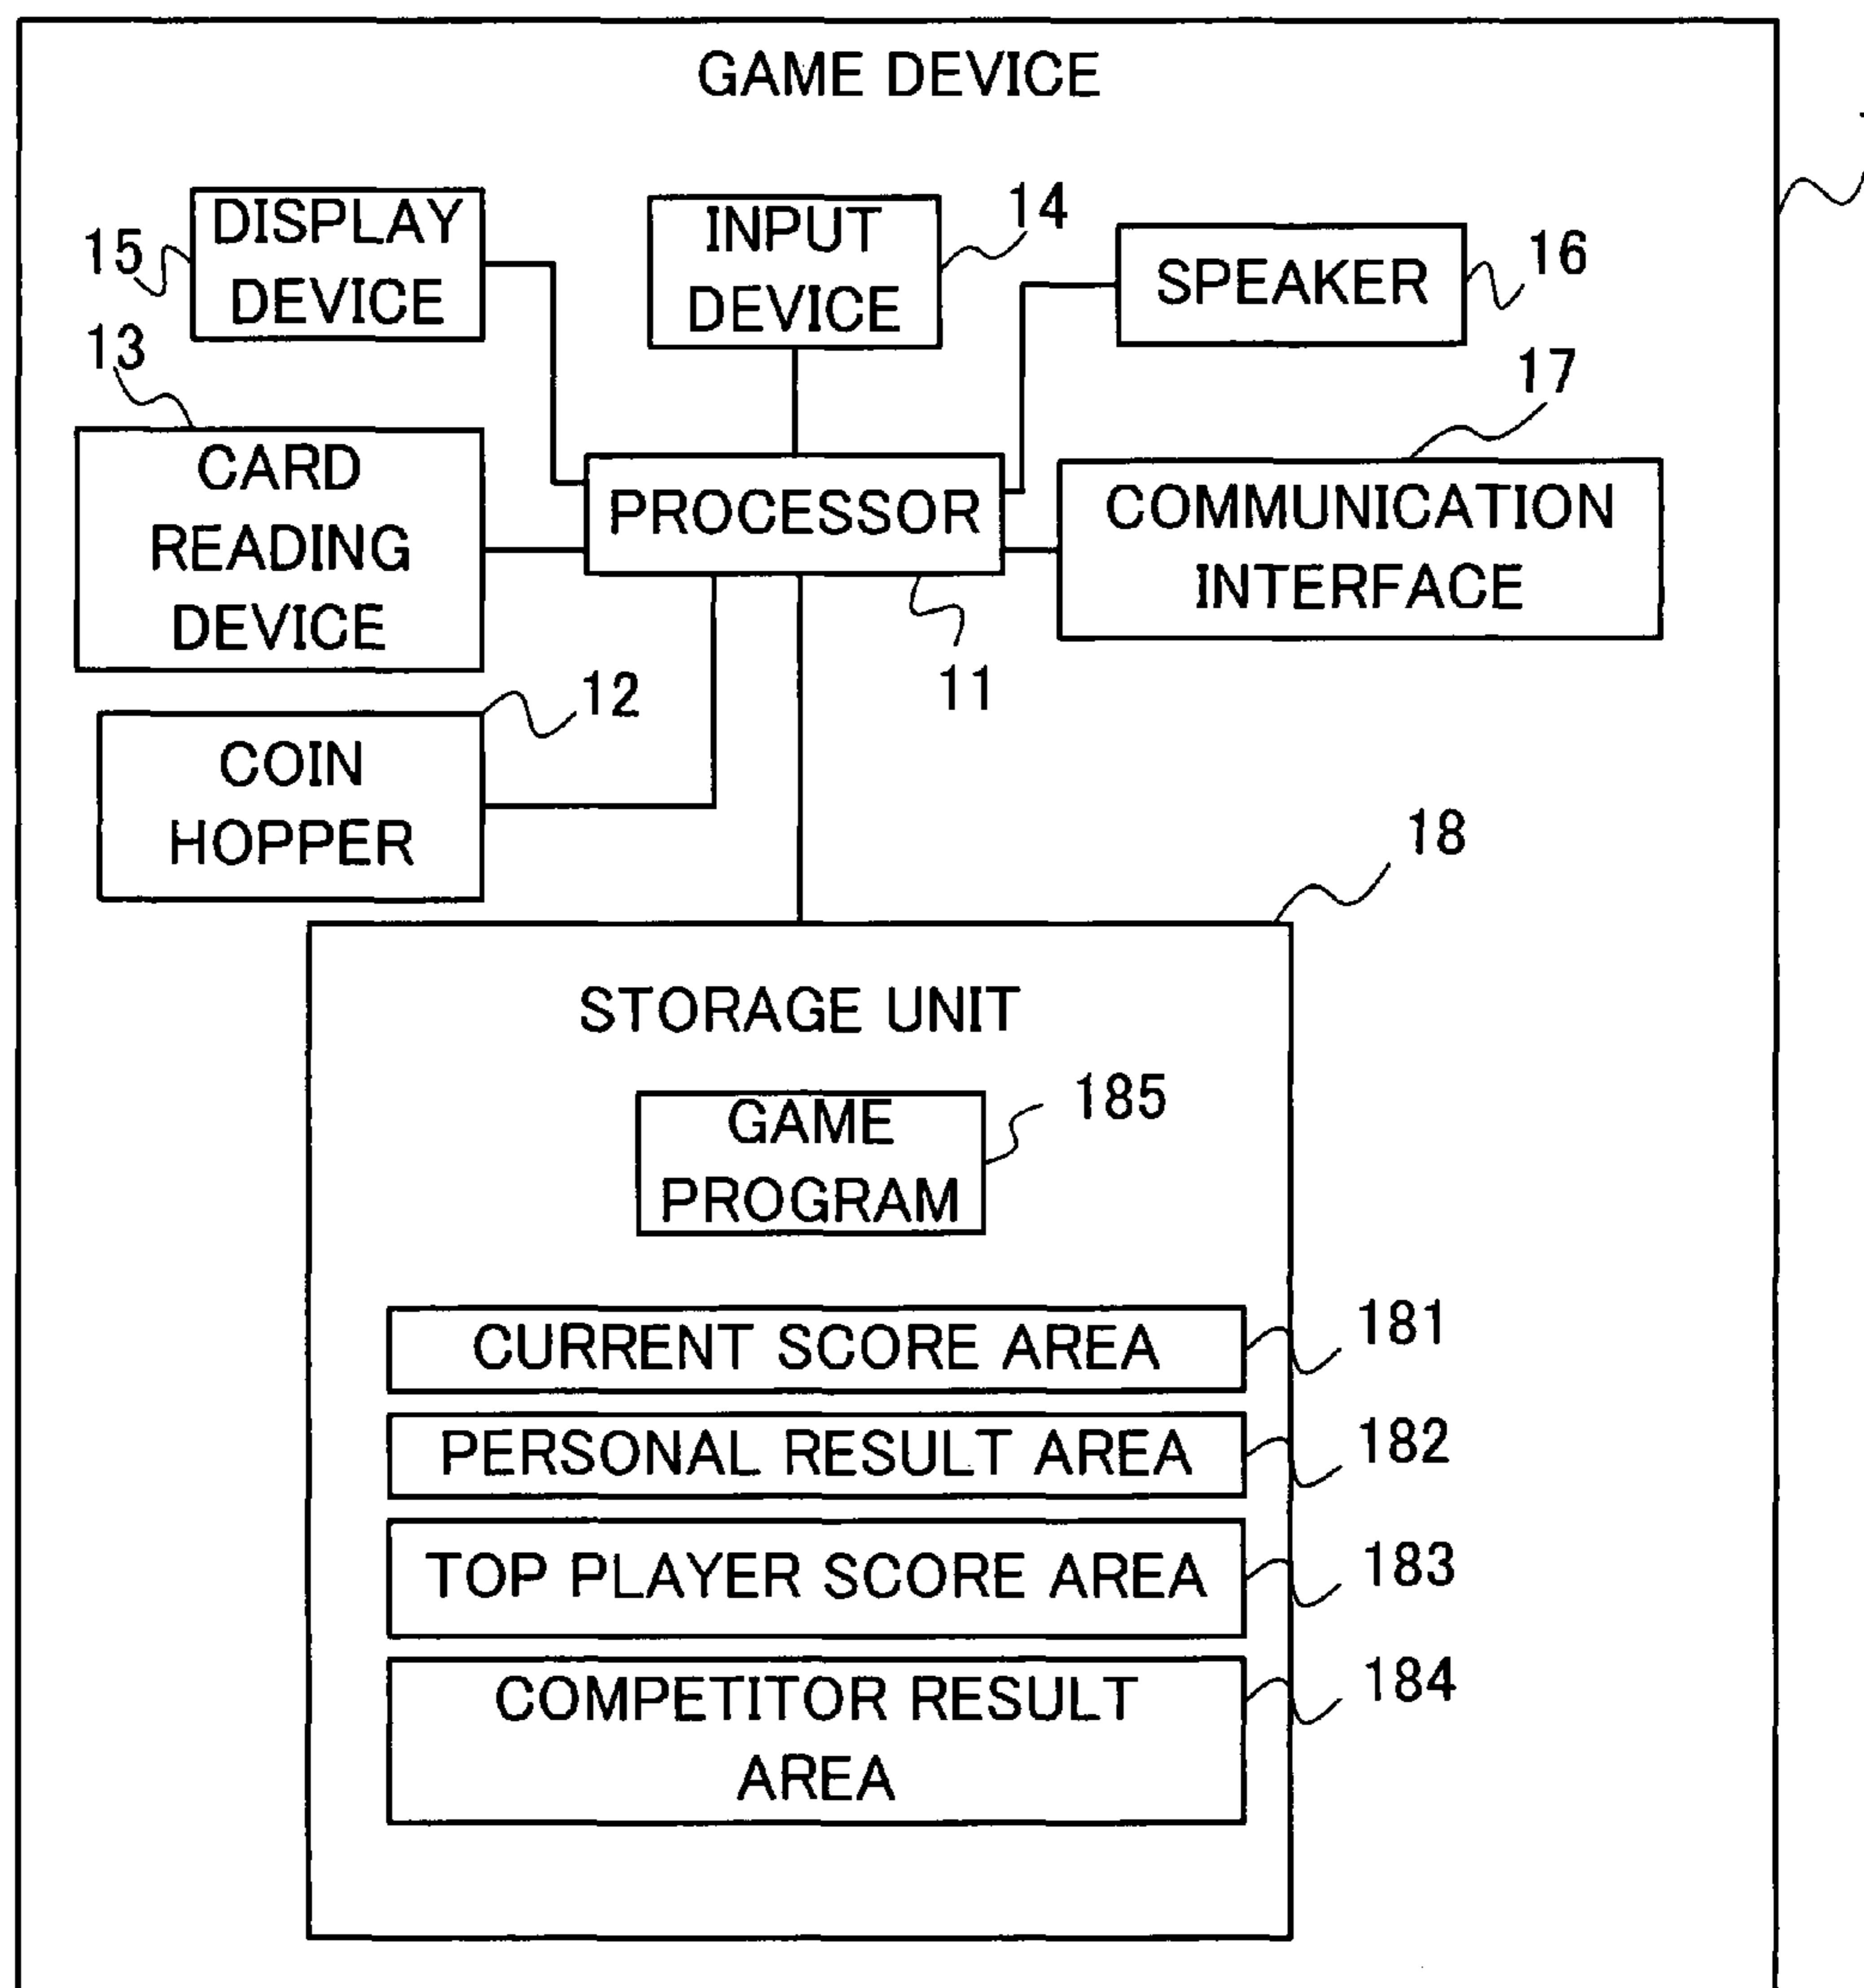 GAME DEVICE
15
DISPLAY
DEVICE
INPUT
DEVICE
14
SPEAKER
16
13
CARD
READING
DEVICE
PROCESSOR
11
17
COMMUNICATION
INTERFACE
12
COIN
HOPPER
18
STORAGE UNIT
GAME
PROGRAM
185
CURRENT SCORE AREA
181
PERSONAL RESULT AREA
182
TOP PLAYER SCORE AREA
183
COMPETITOR RESULT
AREA
184